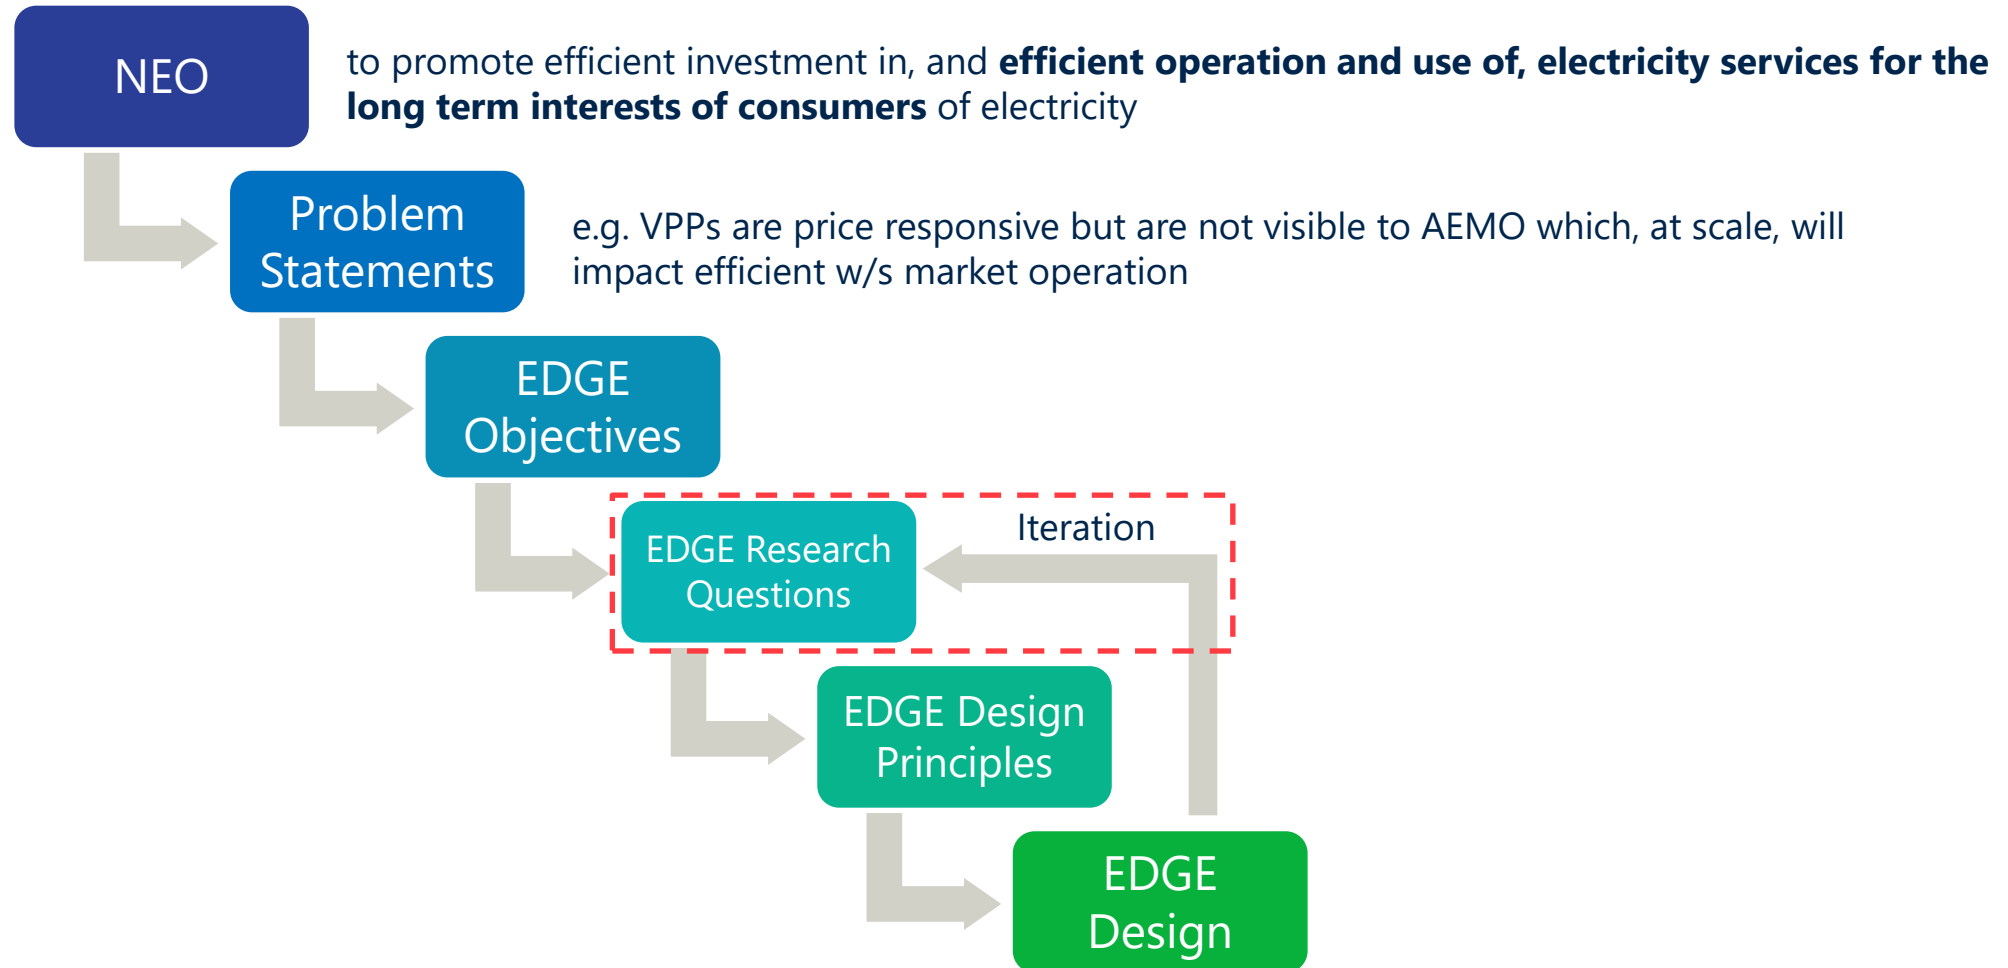 NEO
to promote efficient investment in, and efficient operation and use of, electricity services for the
long term interests of consumers of electricity
Problem
Statements
e.g. VPPs are price responsive but are not visible to AEMO which, at scale, will
impact efficient w/s market operation
EDGE
Objectives
EDGE Research
Questions
Iteration
EDGE Design
Principles
EDGE
Design